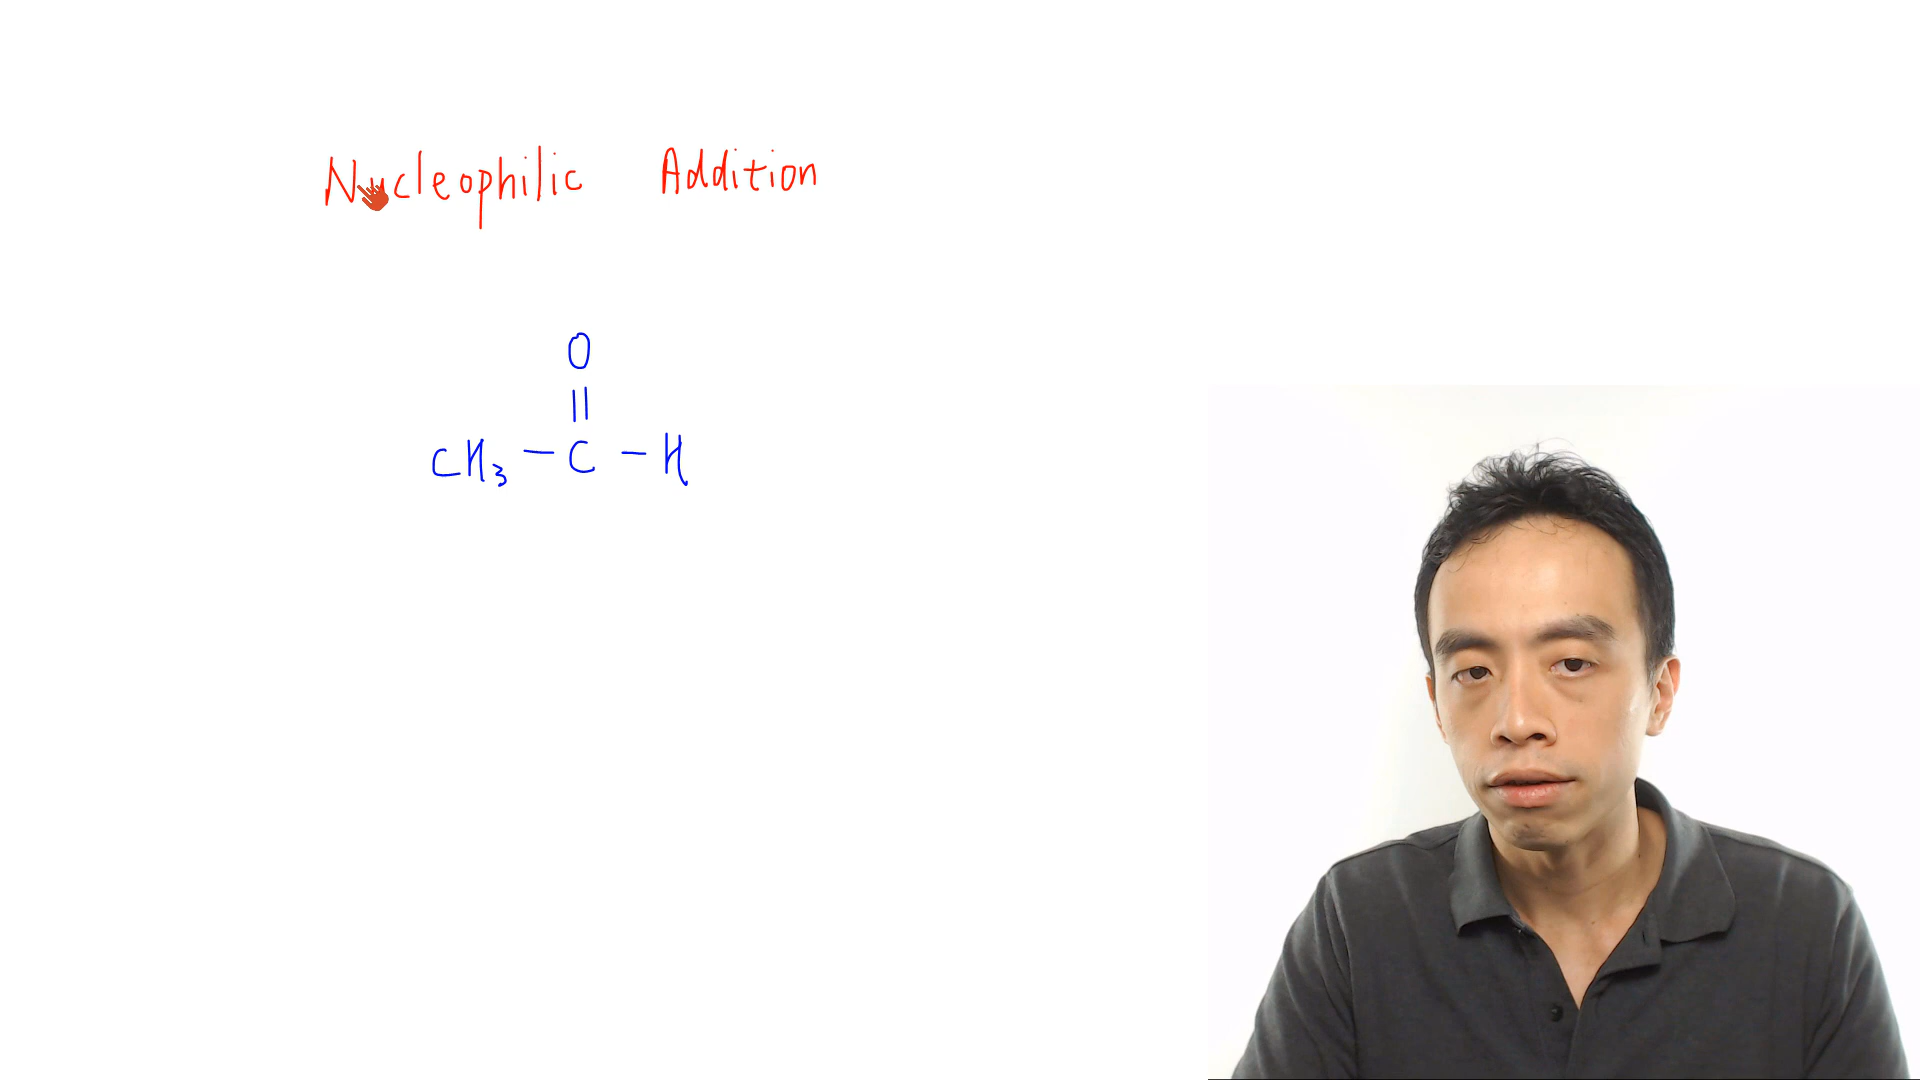 Nucleophilic Addition
O
||
CH₃ – C – H